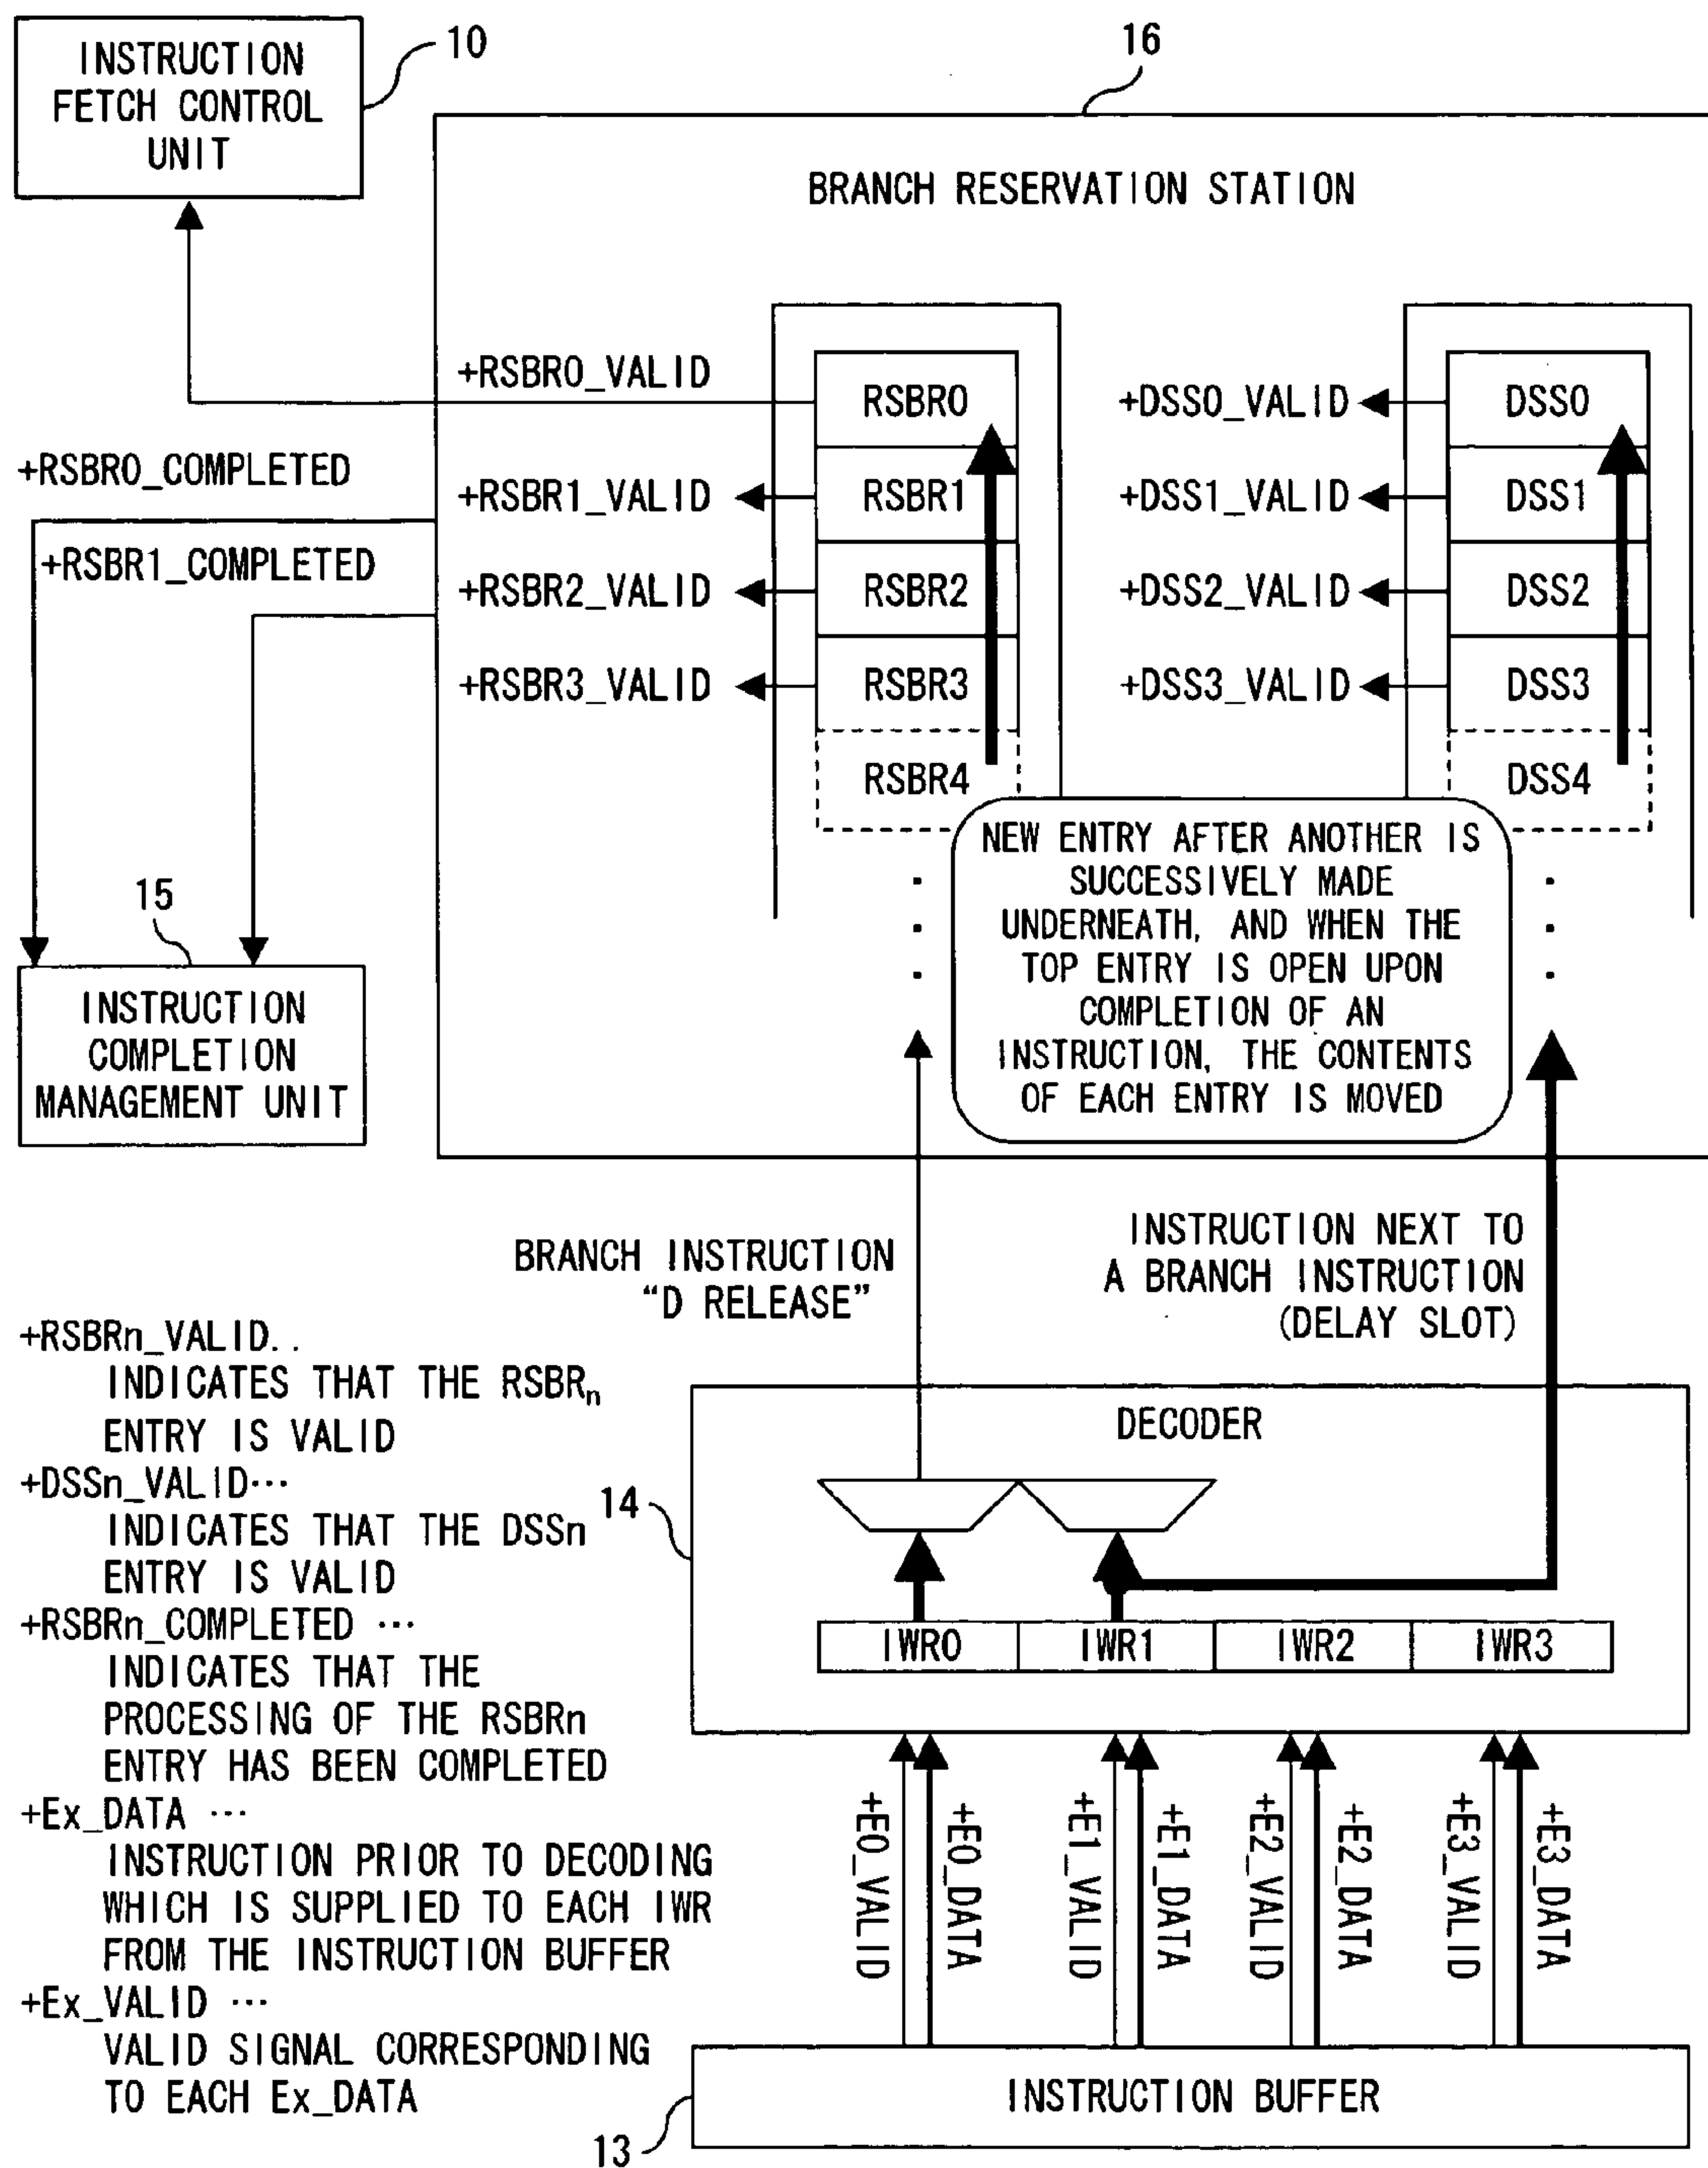 INSTRUCTION
FETCH CONTROL
UNIT
10
16
BRANCH RESERVATION STATION
+RSBR0_VALID
RSBR0
+DSS0_VALID
DSS0
+RSBR0_COMPLETED
+RSBR1_VALID
RSBR1
+DSS1_VALID
DSS1
+RSBR1_COMPLETED
+RSBR2_VALID
RSBR2
+DSS2_VALID
DSS2
+RSBR3_VALID
RSBR3
+DSS3_VALID
DSS3
RSBR4
DSS4
NEW ENTRY AFTER ANOTHER IS
SUCCESSIVELY MADE
UNDERNEATH, AND WHEN THE
TOP ENTRY IS OPEN UPON
COMPLETION OF AN
INSTRUCTION, THE CONTENTS
OF EACH ENTRY IS MOVED
15
INSTRUCTION
COMPLETION
MANAGEMENT UNIT
BRANCH INSTRUCTION
“D RELEASE”
INSTRUCTION NEXT TO
A BRANCH INSTRUCTION
(DELAY SLOT)
+RSBRn_VALID..
INDICATES THAT THE RSBRn
ENTRY IS VALID
+DSSn_VALID…
INDICATES THAT THE DSSn
ENTRY IS VALID
+RSBRn_COMPLETED …
INDICATES THAT THE
PROCESSING OF THE RSBRn
ENTRY HAS BEEN COMPLETED
+Ex_DATA …
INSTRUCTION PRIOR TO DECODING
WHICH IS SUPPLIED TO EACH IWR
FROM THE INSTRUCTION BUFFER
+Ex_VALID …
VALID SIGNAL CORRESPONDING
TO EACH Ex_DATA
DECODER
14
IWR0
IWR1
IWR2
IWR3
+E0_VALID
+E0_DATA
+E1_VALID
+E1_DATA
+E2_VALID
+E2_DATA
+E3_VALID
+E3_DATA
INSTRUCTION BUFFER
13